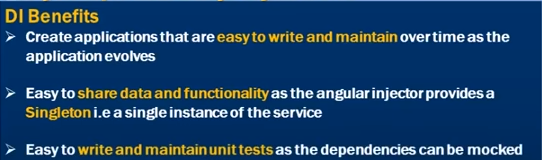 DI Benefits
➢ Create applications that are easy to write and maintain over time as the
application evolves
➢ Easy to share data and functionality as the angular injector provides a
Singleton i.e a single instance of the service
➢ Easy to write and maintain unit tests as the dependencies can be mocked